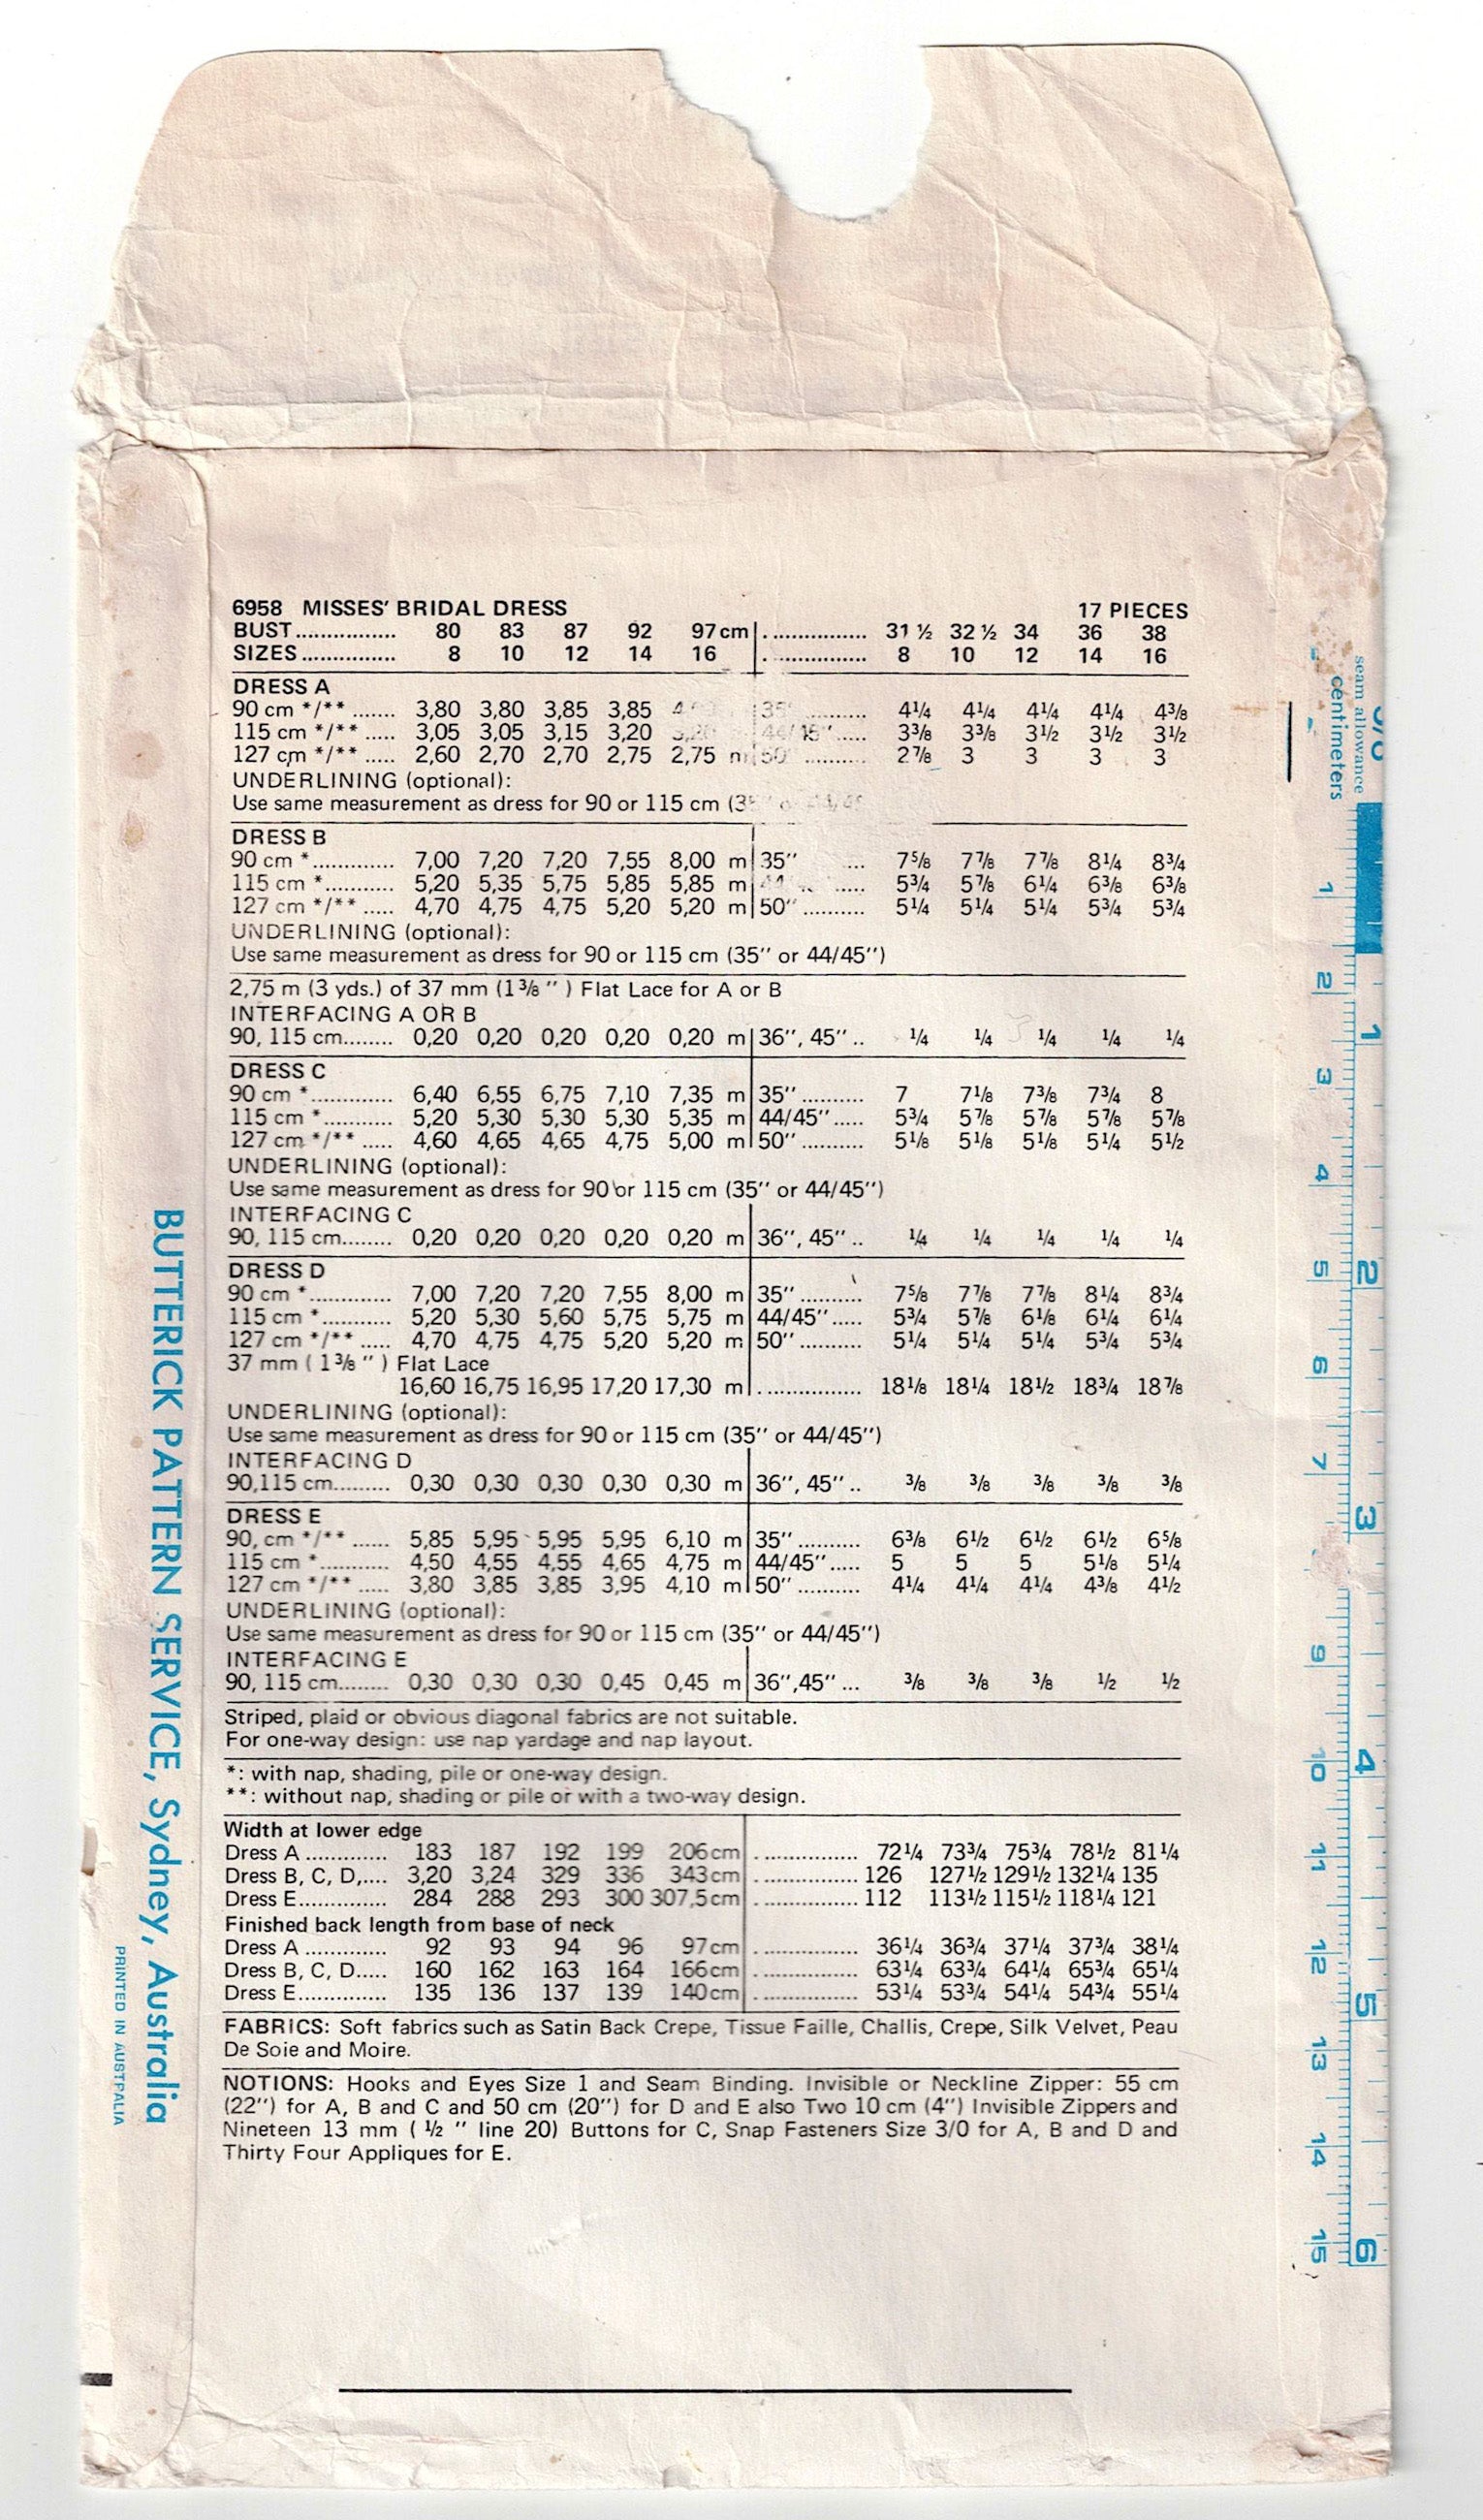 6958 MISSES' BRIDAL DRESS 17 PIECES
BUST................ 80 83 87 92 97cm . ................ 31 ½ 32 ½ 34 36 38
SIZES............... 8 10 12 14 16 . ............... 8 10 12 14 16
DRESS A
90 cm */** ....... 3,80 3,80 3,85 3,85 35" .......... 4¼ 4¼ 4¼ 4¼ 4⅜
115 cm */** ..... 3,05 3,05 3,15 3,20 44/45"..... 3⅜ 3⅜ 3½ 3½ 3½
127 cm */** ..... 2,60 2,70 2,70 2,75 2,75 m 50" .......... 2⅞ 3 3 3 3
UNDERLINING (optional):
Use same measurement as dress for 90 or 115 cm
DRESS B
90 cm *............. 7,00 7,20 7,20 7,55 8,00 m 35" ... 7⅝ 7⅞ 7⅞ 8¼ 8¾
115 cm *........... 5,20 5,35 5,75 5,85 5,85 m ..... 5¾ 5⅞ 6¼ 6⅜ 6⅜
127 cm */** ..... 4,70 4,75 4,75 5,20 5,20 m 50" .......... 5¼ 5¼ 5¼ 5¾ 5¾
UNDERLINING (optional):
Use same measurement as dress for 90 or 115 cm (35" or 44/45")
2,75 m (3 yds.) of 37 mm (1⅜ " ) Flat Lace for A or B
INTERFACING A OR B
90, 115 cm........ 0,20 0,20 0,20 0,20 0,20 m 36", 45" .. ¼ ¼ ¼ ¼ ¼
DRESS C
90 cm *............. 6,40 6,55 6,75 7,10 7,35 m 35" .......... 7 7⅛ 7⅜ 7¾ 8
115 cm *........... 5,20 5,30 5,30 5,30 5,35 m 44/45"..... 5¾ 5⅞ 5⅞ 5⅞ 5⅞
127 cm */** ..... 4,60 4,65 4,65 4,75 5,00 m 50" .......... 5⅛ 5⅛ 5⅛ 5¼ 5½
UNDERLINING (optional):
Use same measurement as dress for 90 or 115 cm (35" or 44/45")
INTERFACING C
90, 115 cm........ 0,20 0,20 0,20 0,20 0,20 m 36", 45" .. ¼ ¼ ¼ ¼ ¼
DRESS D
90 cm *............. 7,00 7,20 7,20 7,55 8,00 m 35" .......... 7⅝ 7⅞ 7⅞ 8¼ 8¾
115 cm *........... 5,20 5,30 5,60 5,75 5,75 m 44/45"..... 5¾ 5⅞ 6⅛ 6¼ 6¼
127 cm */** ..... 4,70 4,75 4,75 5,20 5,20 m 50" .......... 5¼ 5¼ 5¼ 5¾ 5¾
37 mm ( 1⅜ " ) Flat Lace
16,60 16,75 16,95 17,20 17,30 m . ............... 18⅛ 18¼ 18½ 18¾ 18⅞
UNDERLINING (optional):
Use same measurement as dress for 90 or 115 cm (35" or 44/45")
INTERFACING D
90,115 cm......... 0,30 0,30 0,30 0,30 0,30 m 36", 45" .. ⅜ ⅜ ⅜ ⅜ ⅜
DRESS E
90, cm */** ...... 5,85 5,95 5,95 5,95 6,10 m 35" .......... 6⅜ 6½ 6½ 6½ 6⅝
115 cm *........... 4,50 4,55 4,55 4,65 4,75 m 44/45"..... 5 5 5 5⅛ 5¼
127 cm */** ..... 3,80 3,85 3,85 3,95 4,10 m 50" .......... 4¼ 4¼ 4¼ 4⅜ 4½
UNDERLINING (optional):
Use same measurement as dress for 90 or 115 cm (35" or 44/45")
INTERFACING E
90, 115 cm........ 0,30 0,30 0,30 0,45 0,45 m 36",45" ... ⅜ ⅜ ⅜ ½ ½
Striped, plaid or obvious diagonal fabrics are not suitable.
For one-way design: use nap yardage and nap layout.
*: with nap, shading, pile or one-way design.
**: without nap, shading or pile or with a two-way design.
Width at lower edge
Dress A ............. 183 187 192 199 206cm . ............... 72¼ 73¾ 75¾ 78½ 81¼
Dress B, C, D,.... 3,20 3,24 329 336 343cm . ............... 126 127½ 129½ 132¼ 135
Dress E.............. 284 288 293 300 307,5cm . ............... 112 113½ 115½ 118¼ 121
Finished back length from base of neck
Dress A ............. 92 93 94 96 97cm . ............... 36¼ 36¾ 37¼ 37¾ 38¼
Dress B, C, D..... 160 162 163 164 166cm . ............... 63¼ 63¾ 64¼ 65¾ 65¼
Dress E.............. 135 136 137 139 140cm . ............... 53¼ 53¾ 54¼ 54¾ 55¼
FABRICS: Soft fabrics such as Satin Back Crepe, Tissue Faille, Challis, Crepe, Silk Velvet, Peau
De Soie and Moire.
NOTIONS: Hooks and Eyes Size 1 and Seam Binding. Invisible or Neckline Zipper: 55 cm
(22") for A, B and C and 50 cm (20") for D and E also Two 10 cm (4") Invisible Zippers and
Nineteen 13 mm ( ½ " line 20) Buttons for C, Snap Fasteners Size 3/0 for A, B and D and
Thirty Four Appliques for E.
BUTTERICK PATTERN SERVICE, Sydney, Australia
PRINTED IN AUSTRALIA
seam allowance
centimeters
1 2 3 4 5 6 7 9 10 11 12 13 14 15
1 2 3 4 5 6